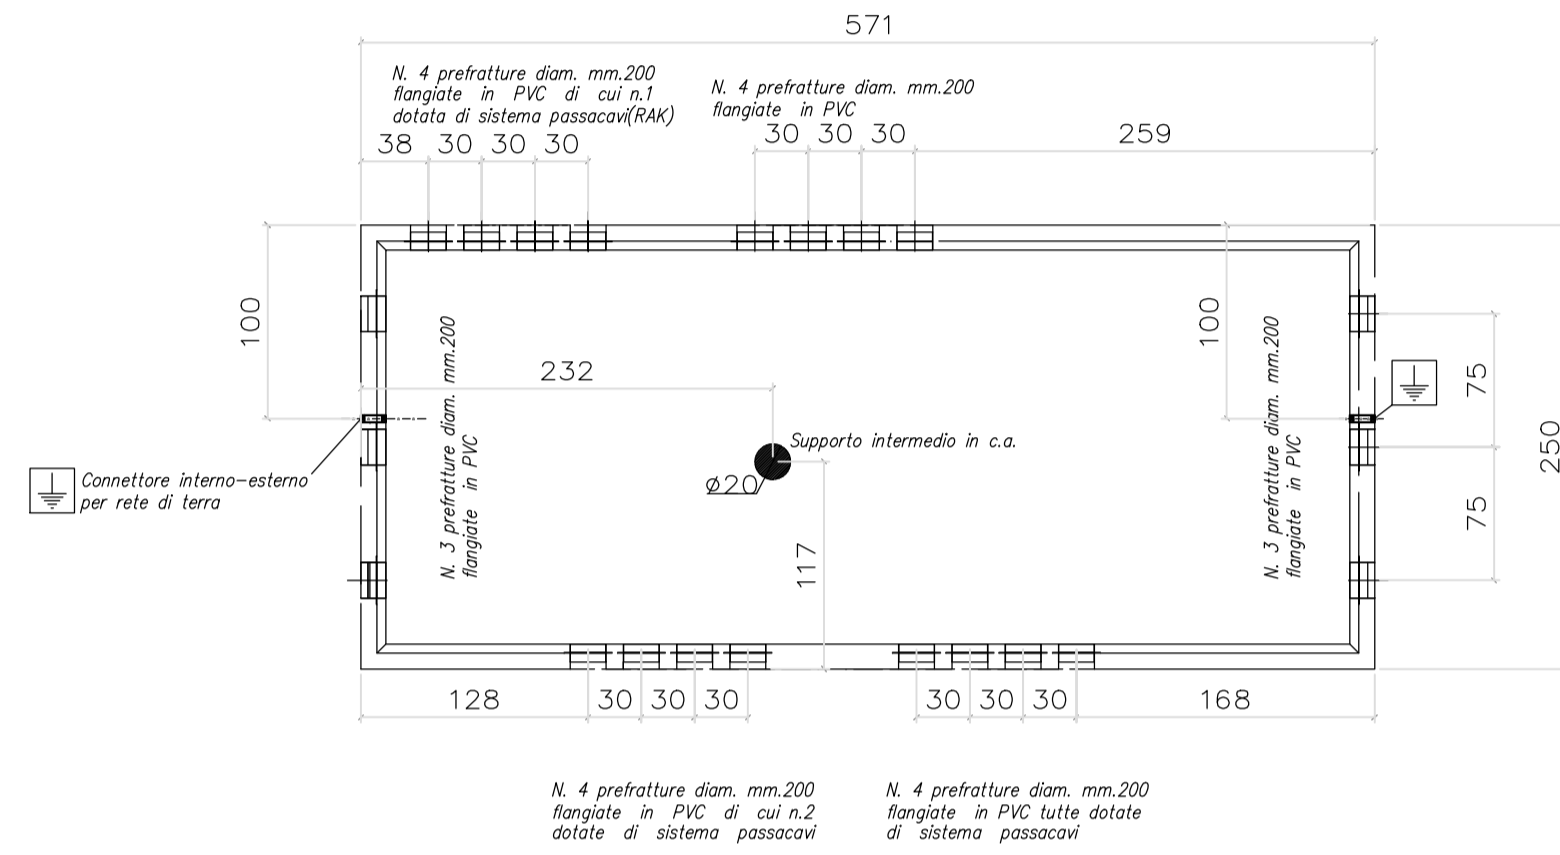 571
N. 4 prefratture diam. mm.200
flangiate in PVC di cui n.1
dotata di sistema passacavi(RAK)
N. 4 prefratture diam. mm.200
flangiate in PVC
38 30 30 30
30 30 30
259
100
N. 3 prefratture diam. mm.200
flangiate in PVC
232
Supporto intermedio in c.a.
ø20
117
100
N. 3 prefratture diam. mm.200
flangiate in PVC
75
75
250
Connettore interno-esterno
per rete di terra
128 30 30 30
30 30 30 168
N. 4 prefratture diam. mm.200
flangiate in PVC di cui n.2
dotate di sistema passacavi
N. 4 prefratture diam. mm.200
flangiate in PVC tutte dotate
di sistema passacavi